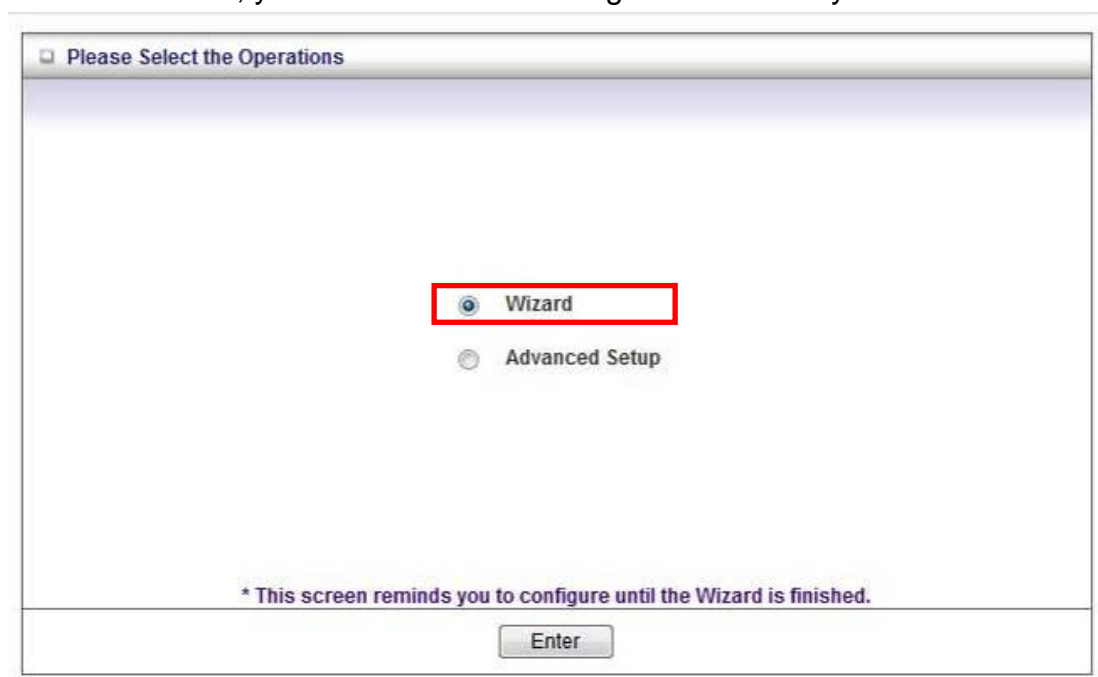 Please Select the Operations
Wizard
Advanced Setup
* This screen reminds you to configure until the Wizard is finished.
Enter